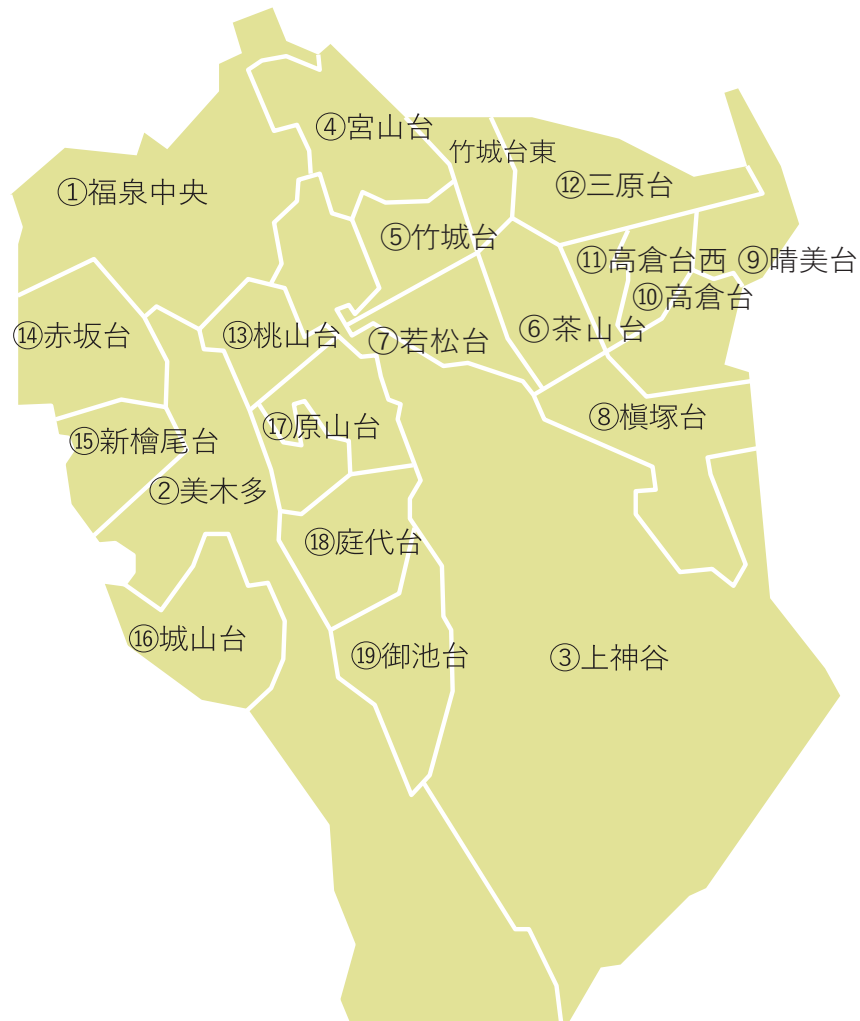 ④宮山台
竹城台東
①福泉中央
⑫三原台
⑤竹城台
⑪高倉台西
⑨晴美台
⑩高倉台
⑭赤坂台
⑬桃山台
⑦若松台
⑥茶山台
⑧槇塚台
⑰原山台
⑮新檜尾台
②美木多
⑱庭代台
⑯城山台
⑲御池台
③上神谷